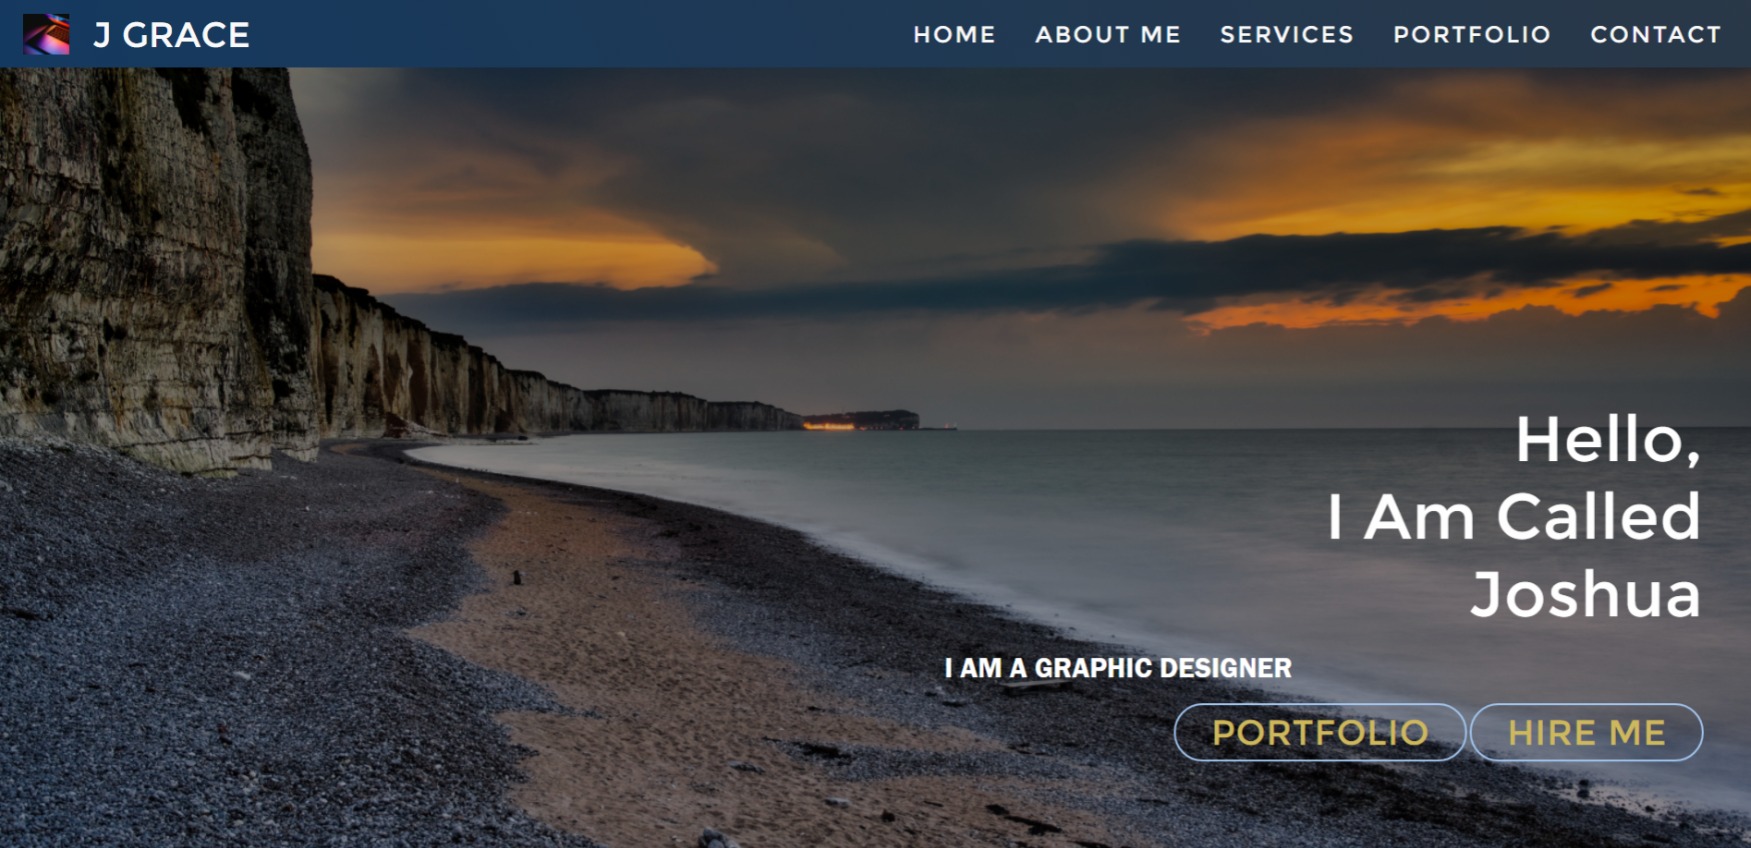 J GRACE
HOME ABOUT ME SERVICES PORTFOLIO CONTACT
Hello,
I Am Called
Joshua
I AM A GRAPHIC DESIGNER
PORTFOLIO HIRE ME